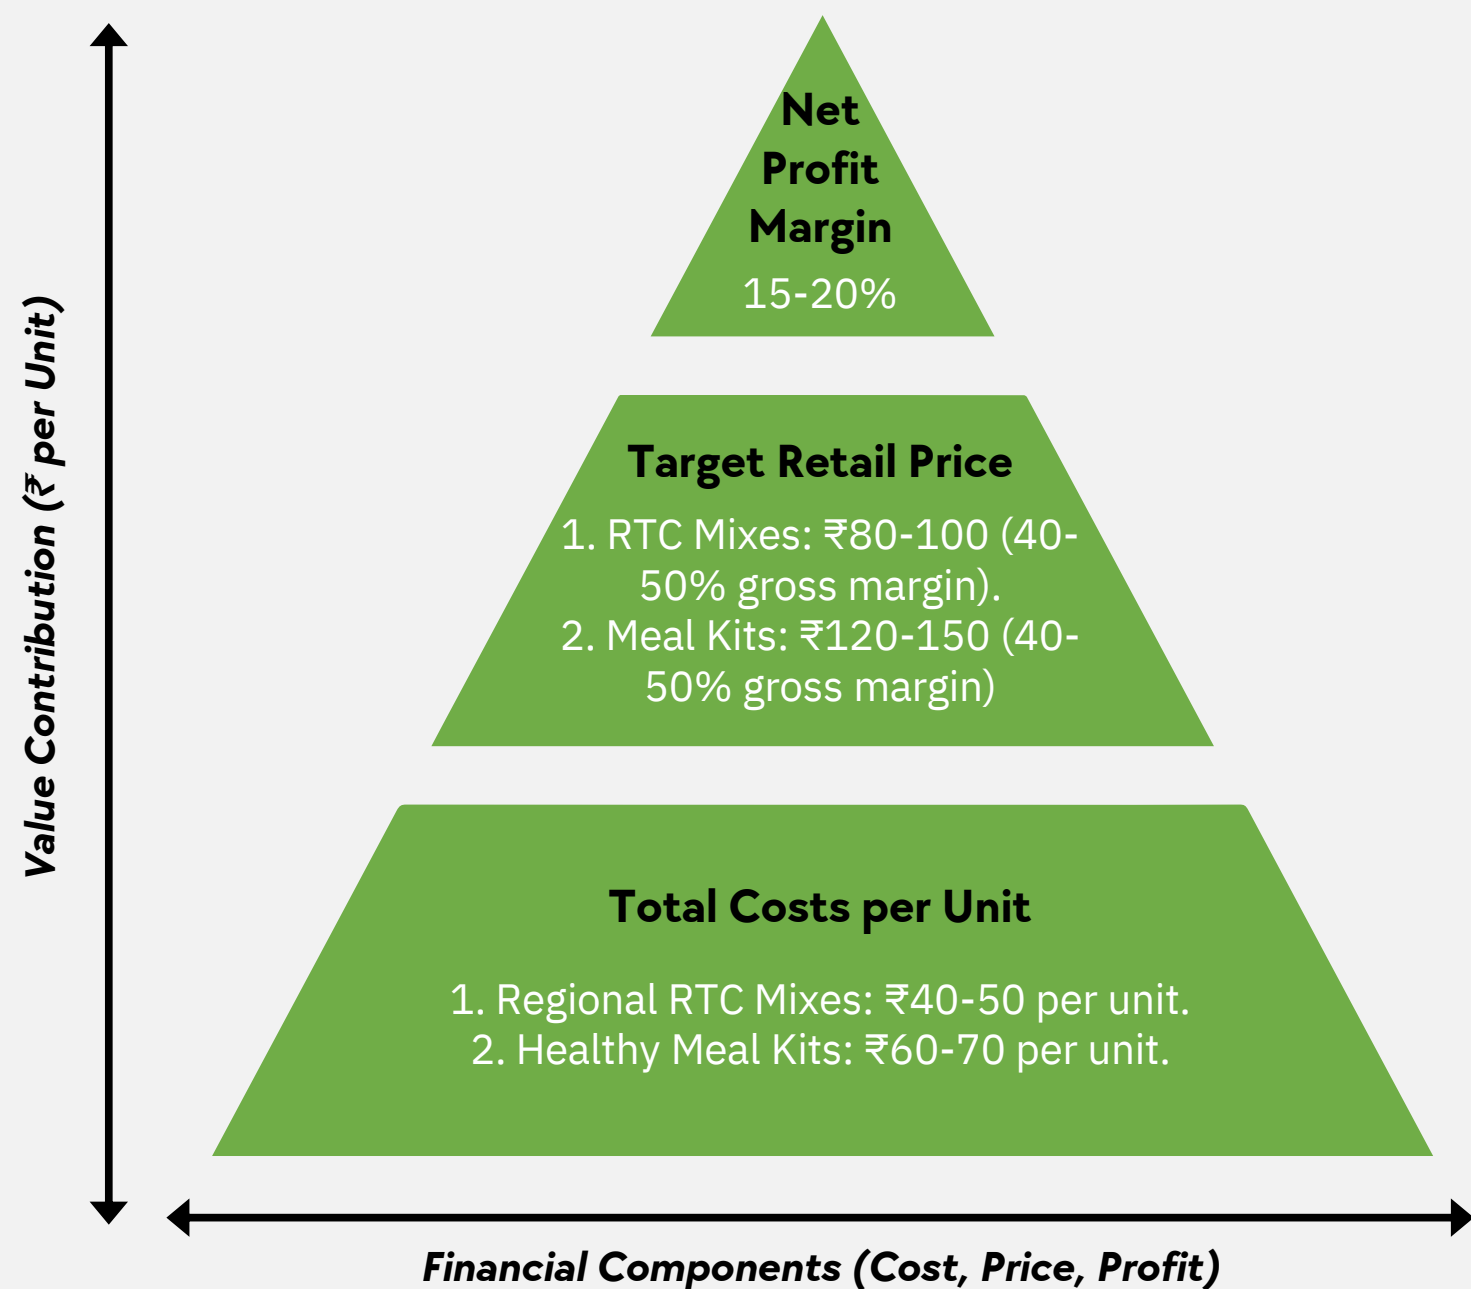 Net
Profit
Margin
15-20%
Target Retail Price
1. RTC Mixes: ₹80-100 (40-
50% gross margin).
2. Meal Kits: ₹120-150 (40-
50% gross margin)
Total Costs per Unit
1. Regional RTC Mixes: ₹40-50 per unit.
2. Healthy Meal Kits: ₹60-70 per unit.
Value Contribution (₹ per Unit)
Financial Components (Cost, Price, Profit)